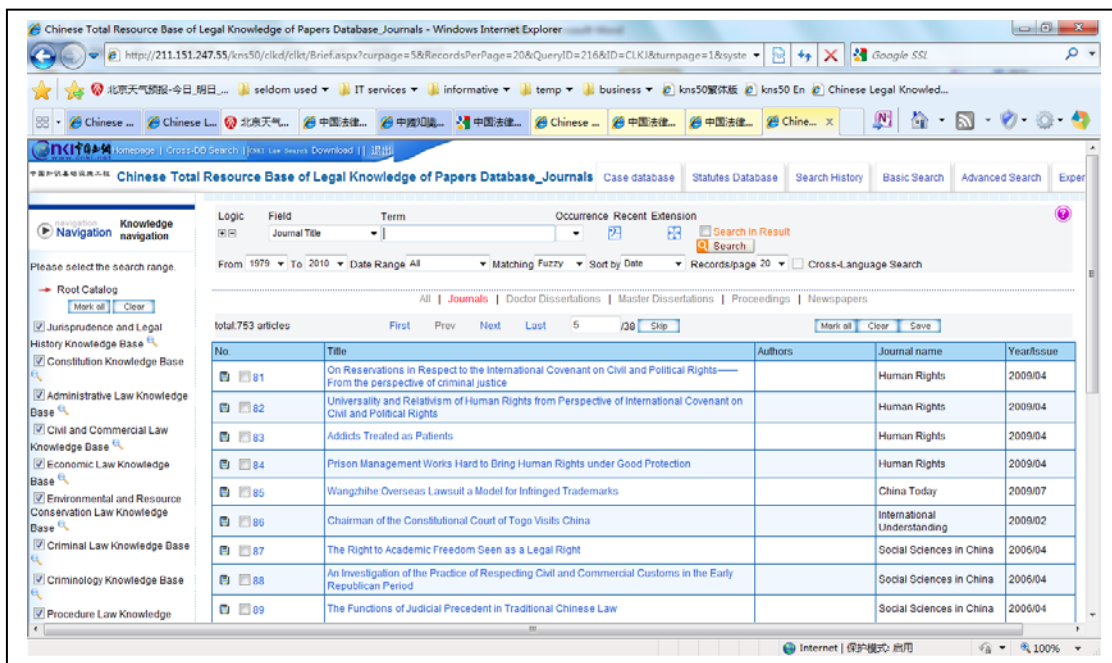 Chinese Total Resource Base of Legal Knowledge of Papers Database_Journals - Windows Internet Explorer
http://211.151.247.55/kns50/clkd/clkt/Brief.aspx?curpage=5&RecordsPerPage=20&QueryID=216&ID=CLKJ&turnpage=1&syste
Google SSL
北京天气预报-今日_明日_... seldom used IT services informative temp business kns50繁体版 kns50 En Chinese Legal Knowled...
Chinese ... Chinese L... 北京天气... 中国法律... 中國知識... 中国法律... Chinese ... 中国法律... 中国法律... Chine... X
Homepage | Cross-DB Search | CNKI Law Search Download | 退出
www.cnki.net
中国知识基础设施工程 Chinese Total Resource Base of Legal Knowledge of Papers Database_Journals Case database Statutes Database Search History Basic Search Advanced Search Exper
navigation
Navigation
Knowledge
navigation
Please select the search range.
Root Catalog
Mark all Clear
Jurisprudence and Legal
History Knowledge Base
Constitution Knowledge Base
Administrative Law Knowledge
Base
Civil and Commercial Law
Knowledge Base
Economic Law Knowledge
Base
Environmental and Resource
Conservation Law Knowledge
Base
Criminal Law Knowledge Base
Criminology Knowledge Base
Procedure Law Knowledge
Logic Field Term Occurrence Recent Extension
Journal Title Search in Result
Search
From 1979 To 2010 Date Range All Matching Fuzzy Sort by Date Records/page 20 Cross-Language Search
All | Journals | Doctor Dissertations | Master Dissertations | Proceedings | Newspapers
total:753 articles First Prev Next Last 5 /38 Skip Mark all Clear Save
No. Title Authors Journal name Year/Issue
81 On Reservations in Respect to the International Covenant on Civil and Political Rights——
From the perspective of criminal justice Human Rights 2009/04
82 Universality and Relativism of Human Rights from Perspective of International Covenant on
Civil and Political Rights Human Rights 2009/04
83 Addicts Treated as Patients Human Rights 2009/04
84 Prison Management Works Hard to Bring Human Rights under Good Protection Human Rights 2009/04
85 Wangzhihe:Overseas Lawsuit a Model for Infringed Trademarks China Today 2009/07
86 Chairman of the Constitutional Court of Togo Visits China International
Understanding 2009/02
87 The Right to Academic Freedom Seen as a Legal Right Social Sciences in China 2006/04
88 An Investigation of the Practice of Respecting Civil and Commercial Customs in the Early
Republican Period Social Sciences in China 2006/04
89 The Functions of Judicial Precedent in Traditional Chinese Law Social Sciences in China 2006/04
Internet | 保护模式: 启用 100%